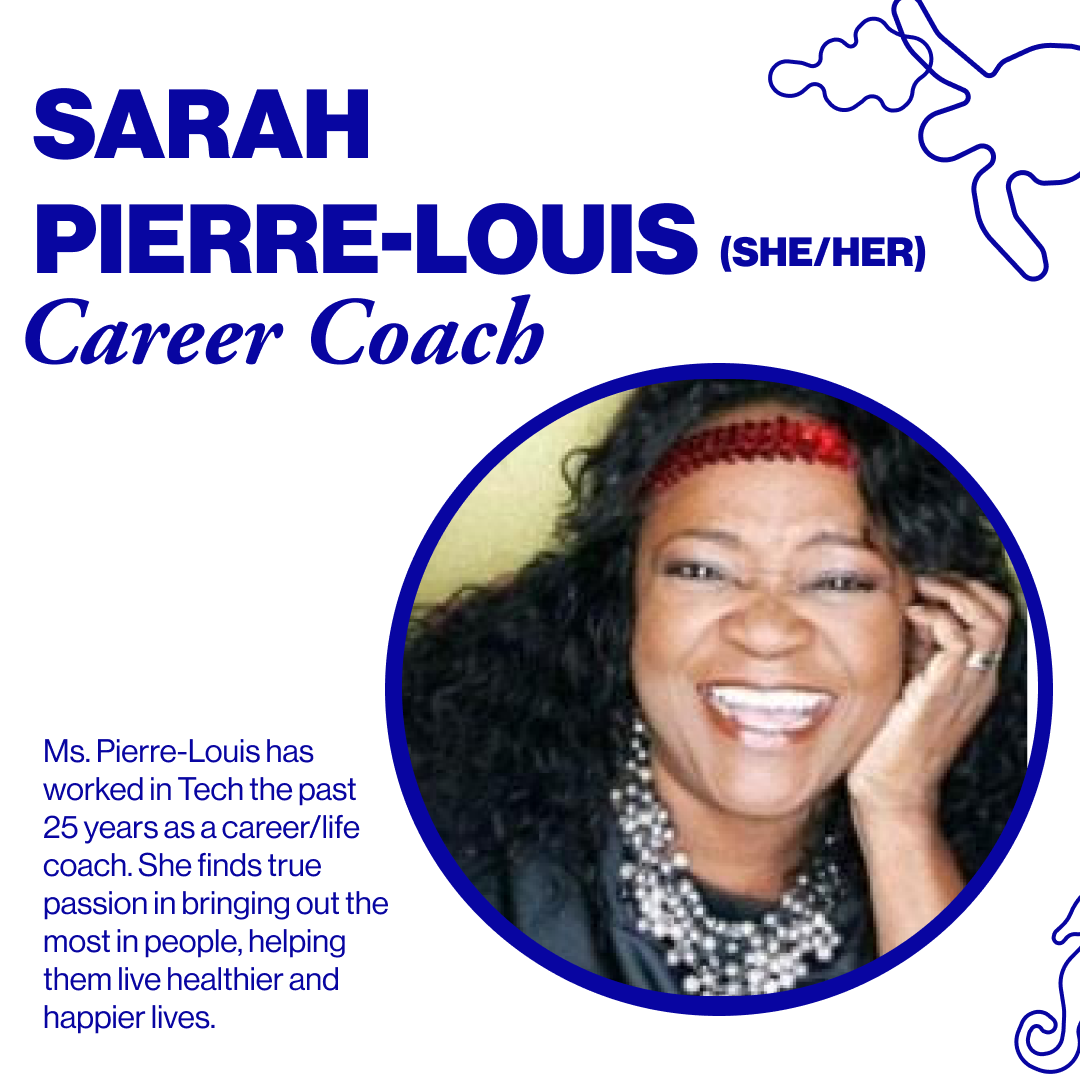 SARAH
PIERRE-LOUIS (SHE/HER)
Career Coach
Ms. Pierre-Louis has
worked in Tech the past
25 years as a career/life
coach. She finds true
passion in bringing out the
most in people, helping
them live healthier and
happier lives.